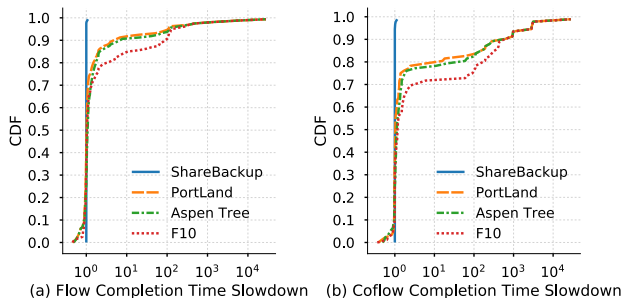 1.0
0.9
0.8
0.7
0.6
0.5
0.4
0.3
0.2
0.1
0.0
CDF
ShareBackup
PortLand
Aspen Tree
F10
10^0 10^1 10^2 10^3 10^4
(a) Flow Completion Time Slowdown
1.0
0.9
0.8
0.7
0.6
0.5
0.4
0.3
0.2
0.1
0.0
CDF
ShareBackup
PortLand
Aspen Tree
F10
10^0 10^1 10^2 10^3 10^4
(b) Coflow Completion Time Slowdown